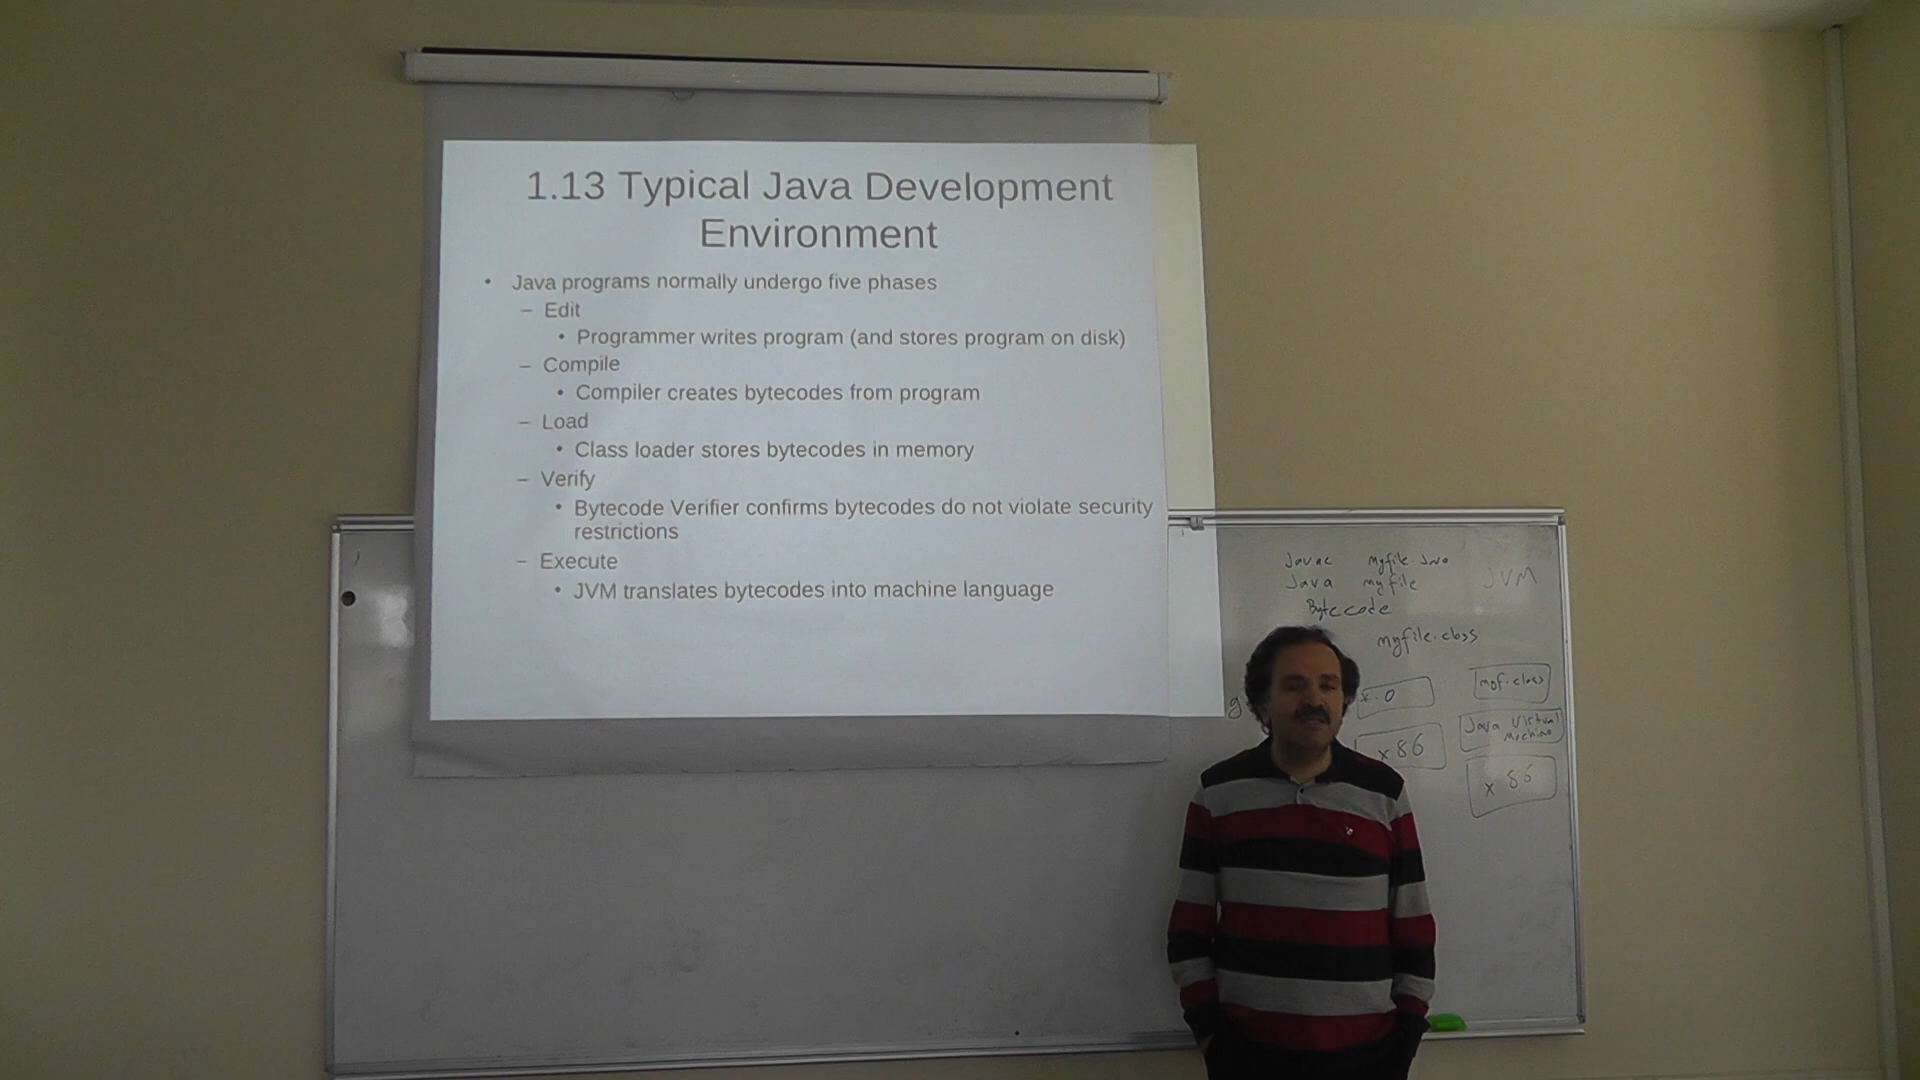 1.13 Typical Java Development
Environment
• Java programs normally undergo five phases
– Edit
• Programmer writes program (and stores program on disk)
– Compile
• Compiler creates bytecodes from program
– Load
• Class loader stores bytecodes in memory
– Verify
• Bytecode Verifier confirms bytecodes do not violate security
restrictions
– Execute
• JVM translates bytecodes into machine language
Javac myfile.
Java myfile
JVM
Bytecode
myfile.class
*.o
x86
Java Virtual
Machine
x 86